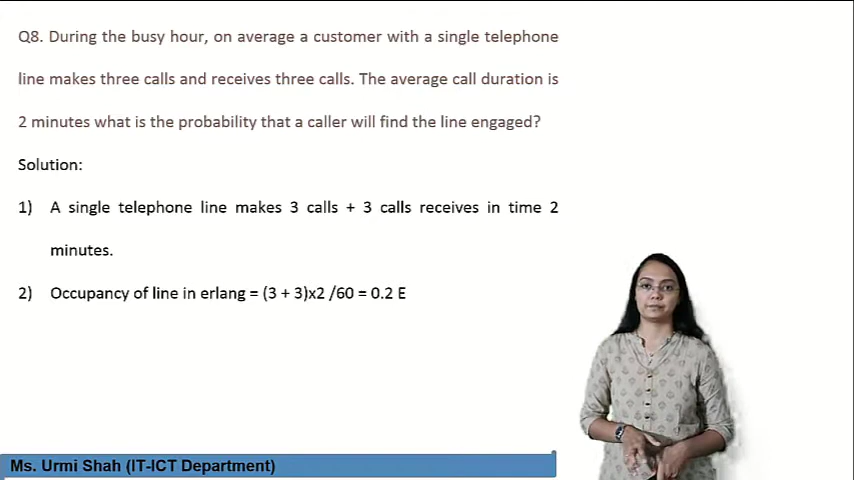 Q8. During the busy hour, on average a customer with a single telephone
line makes three calls and receives three calls. The average call duration is
2 minutes what is the probability that a caller will find the line engaged?
Solution:
1) A single telephone line makes 3 calls + 3 calls receives in time 2
minutes.
2) Occupancy of line in erlang = (3 + 3)x2 /60 = 0.2 E
Ms. Urmi Shah (IT-ICT Department)